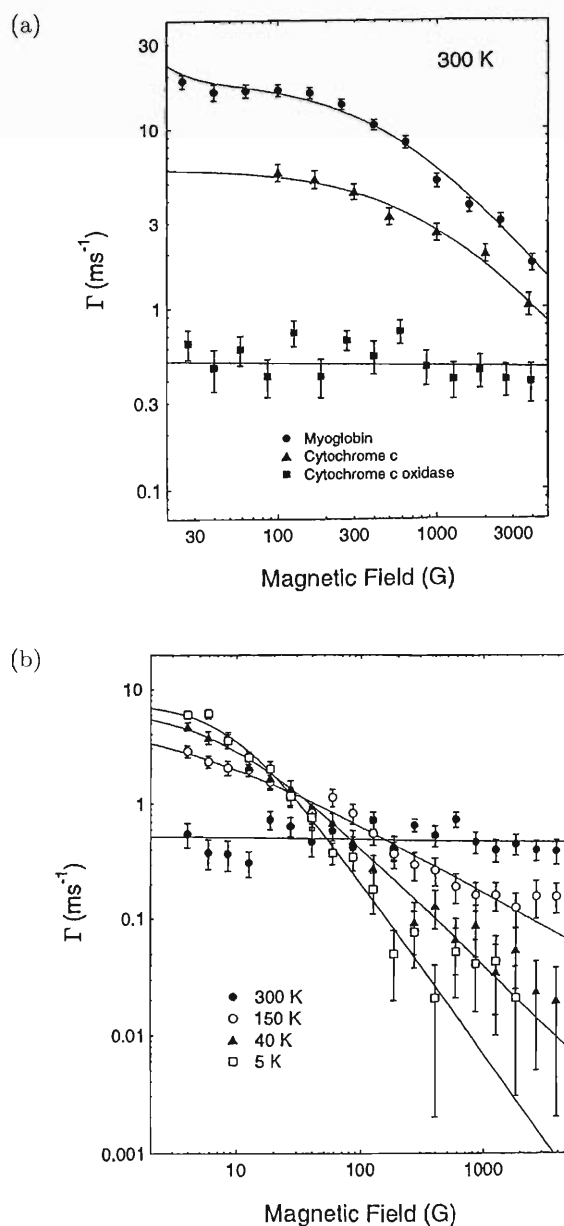 (a)
300 K
30
10
3
1
0.3
0.1
Γ (ms⁻¹)
Myoglobin
Cytochrome c
Cytochrome c oxidase
30 100 300 1000 3000
Magnetic Field (G)
(b)
10
1
0.1
0.01
0.001
Γ (ms⁻¹)
300 K
150 K
40 K
5 K
10 100 1000
Magnetic Field (G)